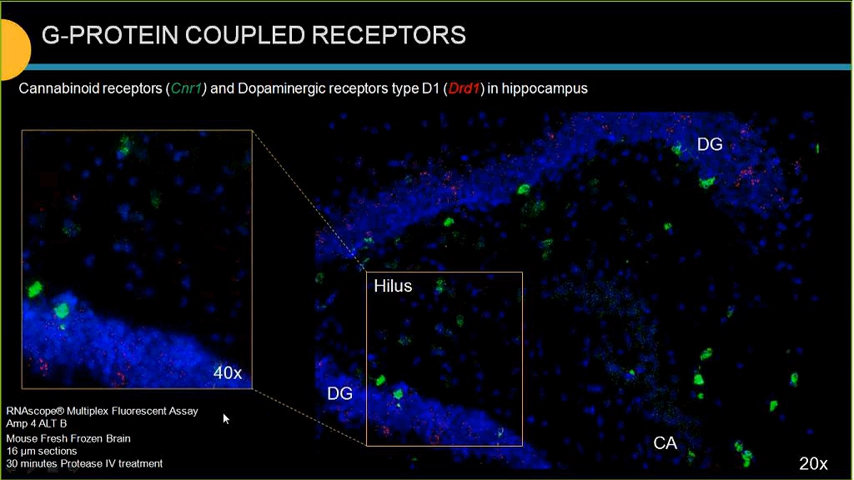 G-PROTEIN COUPLED RECEPTORS
Cannabinoid receptors (Cnr1) and Dopaminergic receptors type D1 (Drd1) in hippocampus
DG
Hilus
40x
DG
RNAscope® Multiplex Fluorescent Assay
Amp 4 ALT B
Mouse Fresh Frozen Brain
16 µm sections
30 minutes Protease IV treatment
CA
20x